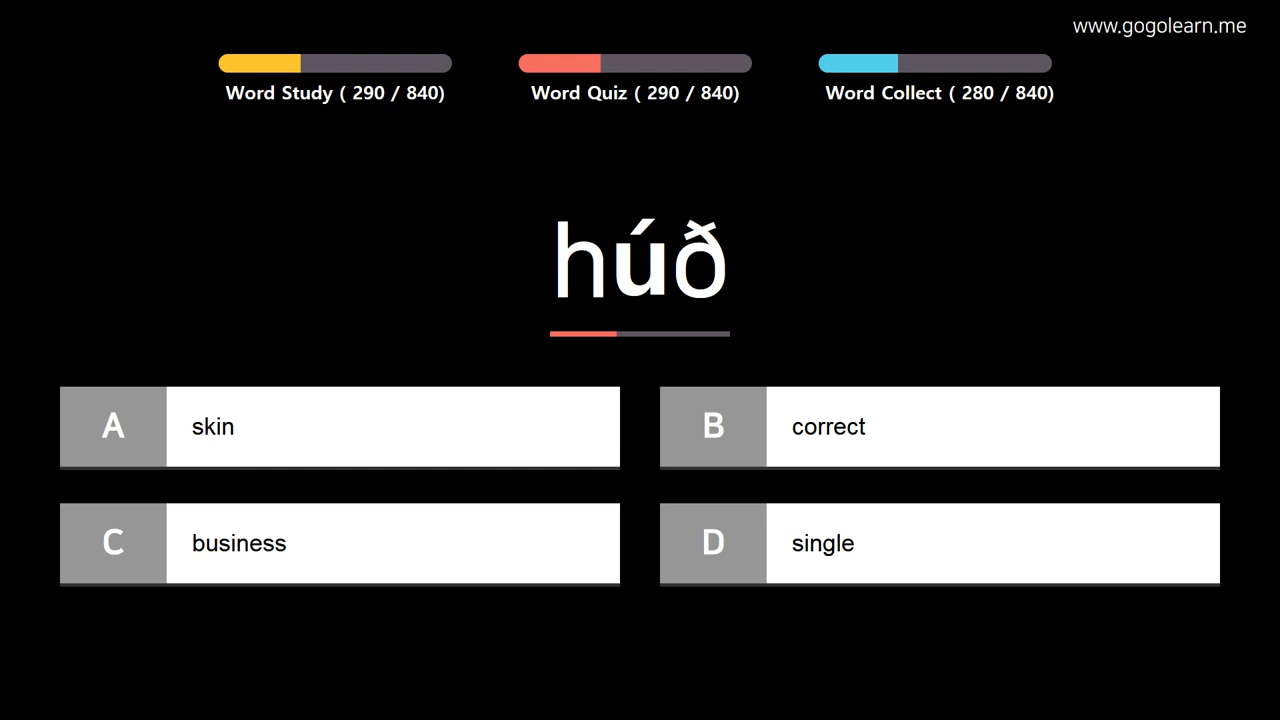 www.gogolearn.me
Word Study ( 290 / 840)
Word Quiz ( 290 / 840)
Word Collect ( 280 / 840)
húð
A skin
B correct
C business
D single